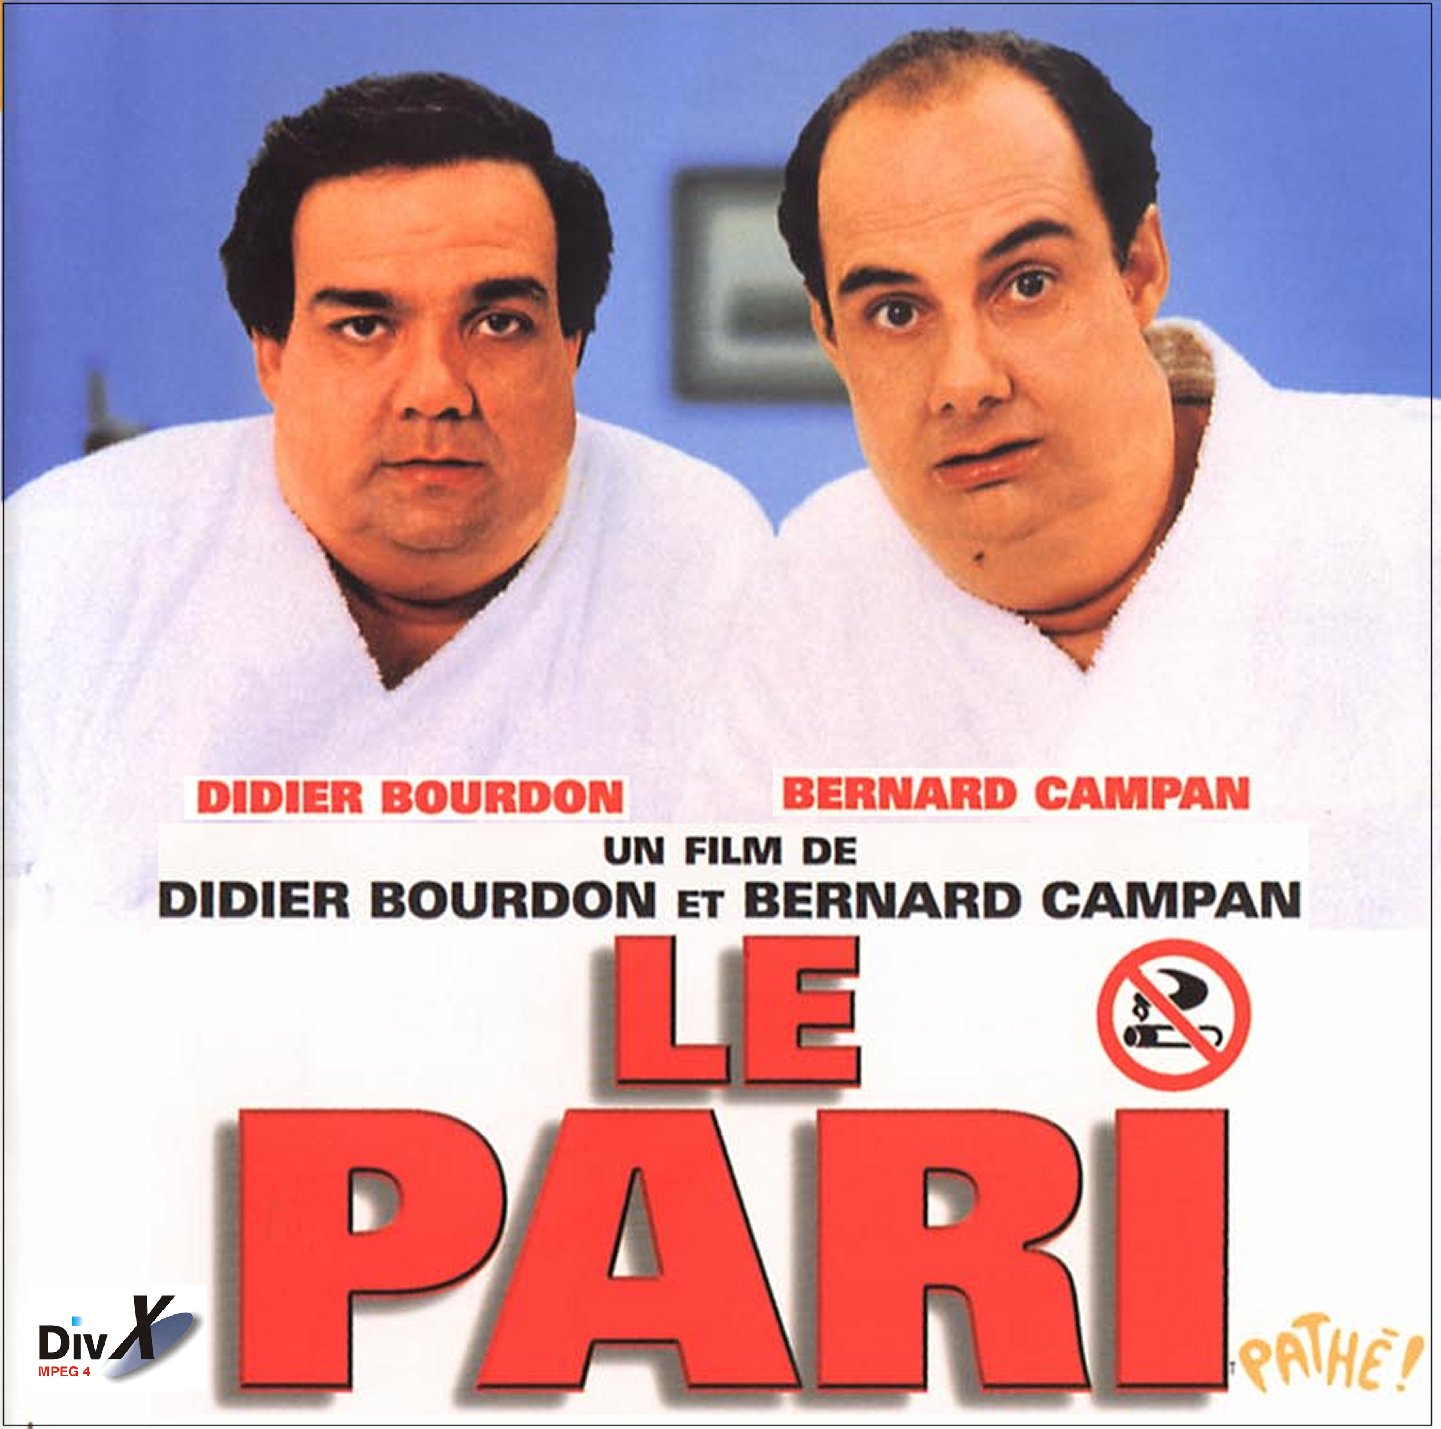 DIDIER BOURDON BERNARD CAMPAN
UN FILM DE
DIDIER BOURDON ET BERNARD CAMPAN
LE
PARI
DivX
MPEG 4
PATHÉ!